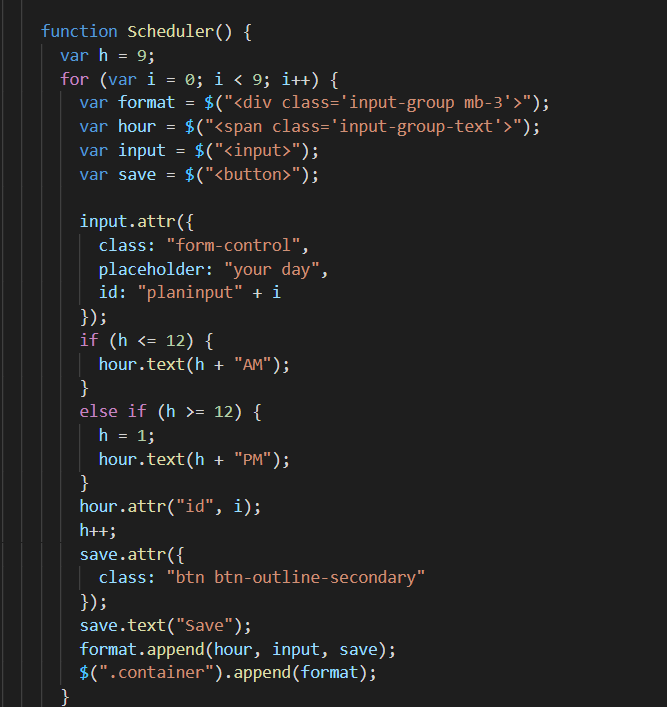 function Scheduler() {
var h = 9;
for (var i = 0; i < 9; i++) {
var format = $("<div class='input-group mb-3'>");
var hour = $("<span class='input-group-text'>");
var input = $("<input>");
var save = $("<button>");
input.attr({
class: "form-control",
placeholder: "your day",
id: "planinput" + i
});
if (h <= 12) {
hour.text(h + "AM");
}
else if (h >= 12) {
h = 1;
hour.text(h + "PM");
}
hour.attr("id", i);
h++;
save.attr({
class: "btn btn-outline-secondary"
});
save.text("Save");
format.append(hour, input, save);
$(".container").append(format);
}